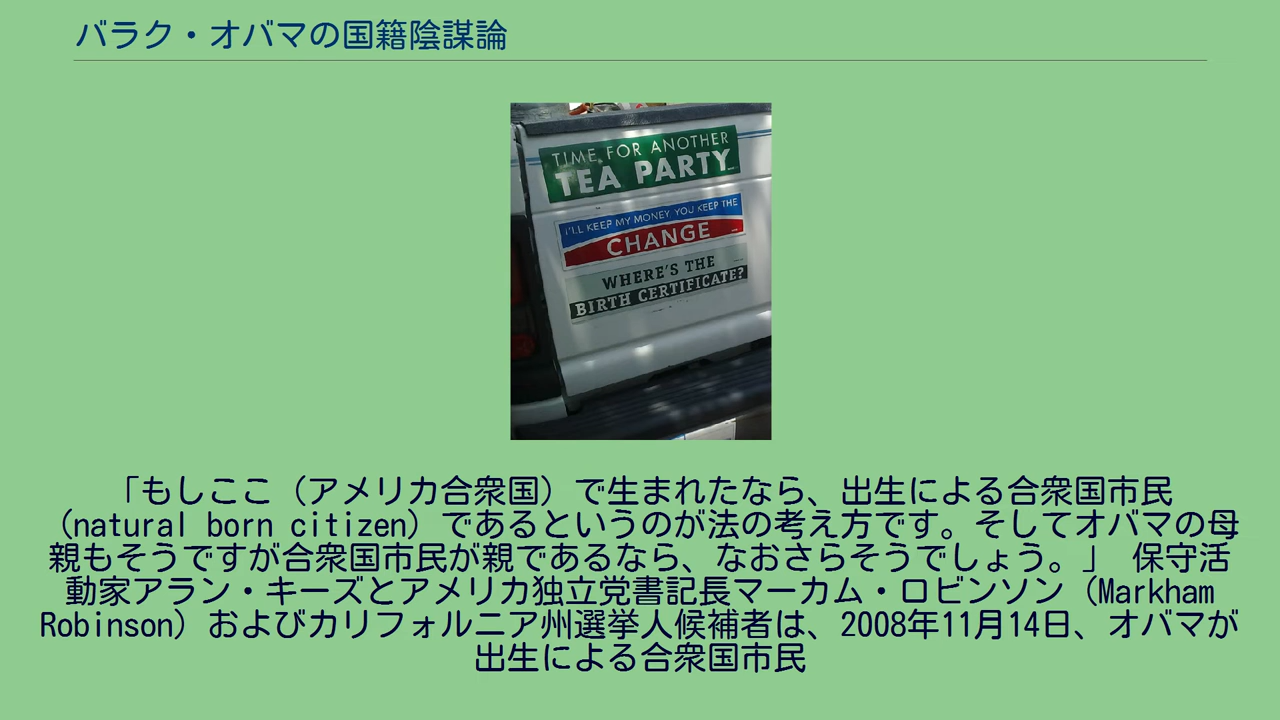 バラク・オバマの国籍陰謀論
TIME FOR ANOTHER
TEA PARTY
I'LL KEEP MY MONEY YOU KEEP THE
CHANGE
WHERE'S THE
BIRTH CERTIFICATE?
「もしここ（アメリカ合衆国）で生まれたなら、出生による合衆国市民
（natural born citizen）であるというのが法の考え方です。そしてオバマの母
親もそうですが合衆国市民が親であるなら、なおさらそうでしょう。」 保守活
動家アラン・キーズとアメリカ独立党書記長マーカム・ロビンソン（Markham
Robinson）およびカリフォルニア州選挙人候補者は、2008年11月14日、オバマが
出生による合衆国市民